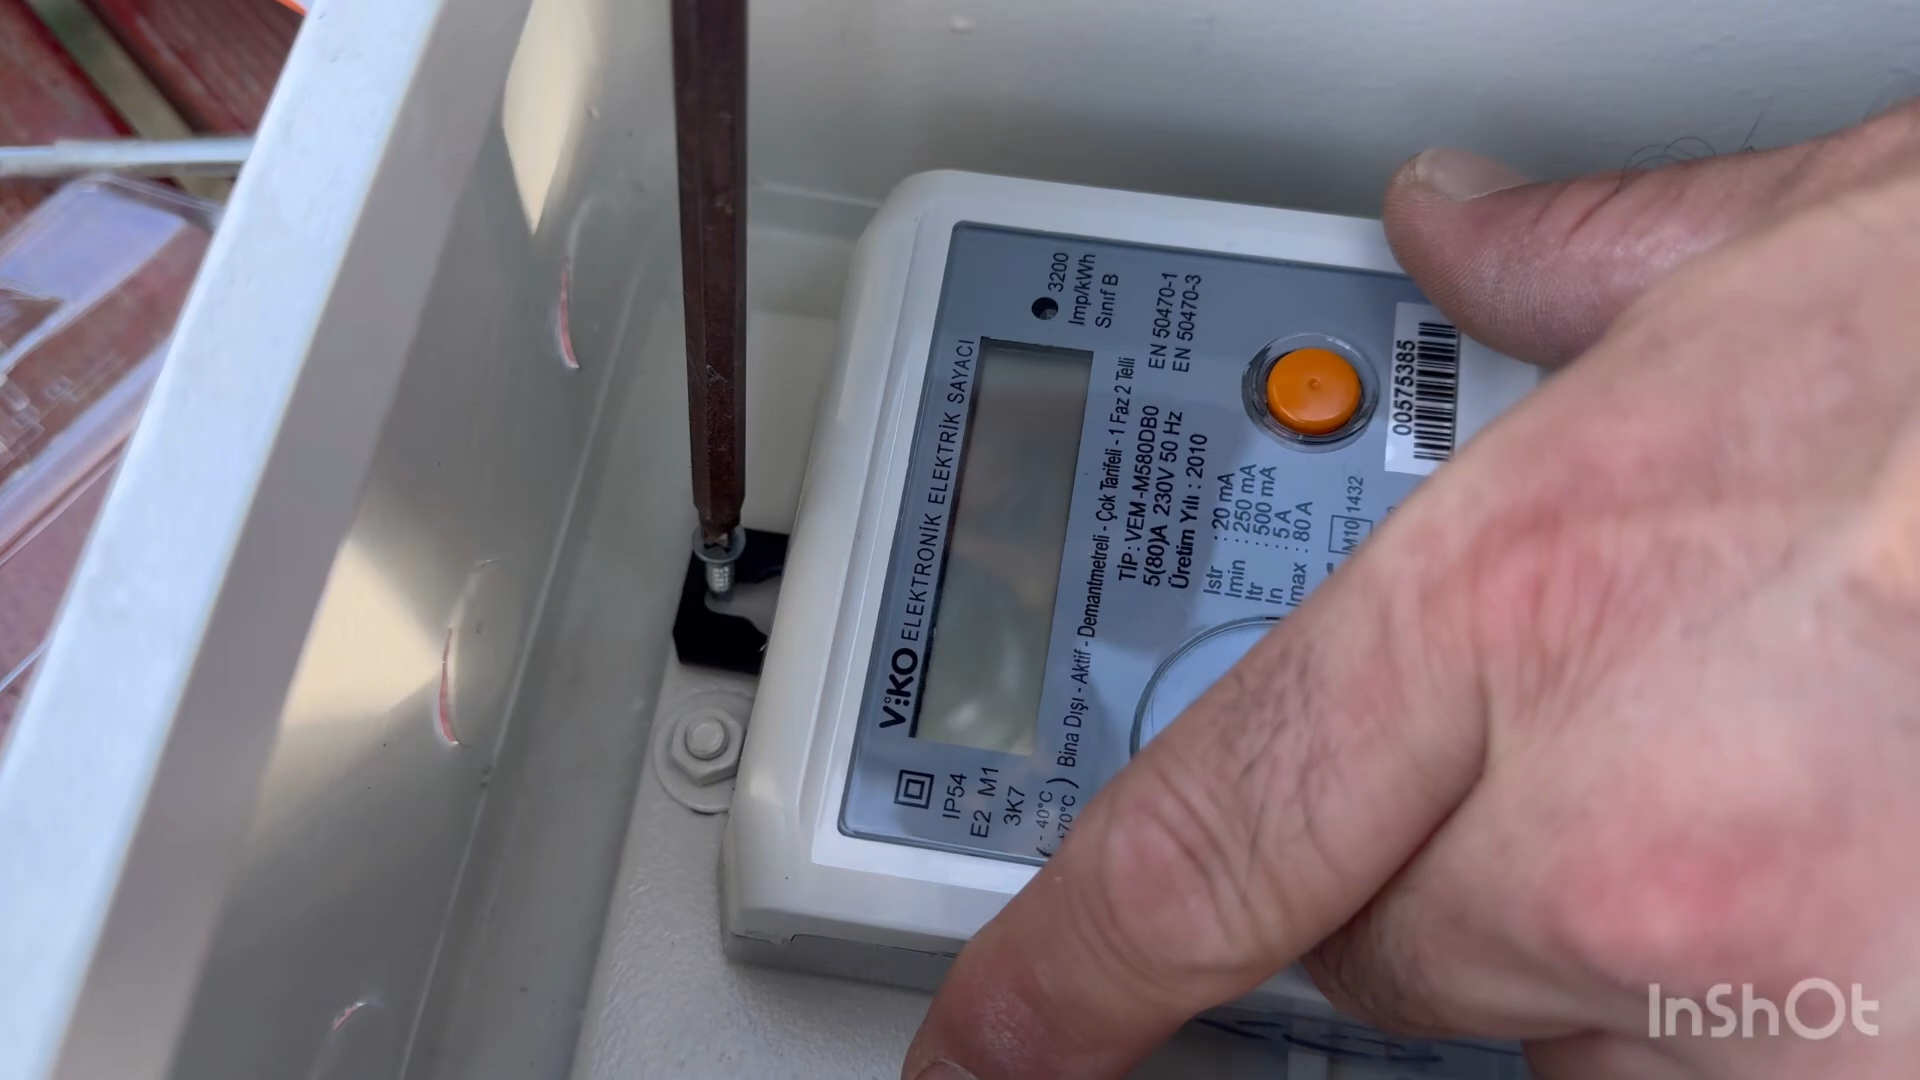 VİKO ELEKTRONİK ELEKTRİK SAYACI
3200
Imp/kWh
Sınıf B
IP54
E2 M1
3K7
- 40°C
+70°C
Bina Dışı - Aktif - Demantmetreli - Çok Tarifeli - 1 Faz 2 Telli
TİP : VEM -M580DB0
5(80)A 230V 50 Hz
Üretim Yılı : 2010
EN 50470-1
EN 50470-3
Istr : 20 mA
Imin : 250 mA
Itr : 500 mA
In : 5 A
Imax : 80 A
M10 1432
00575385
InShOt